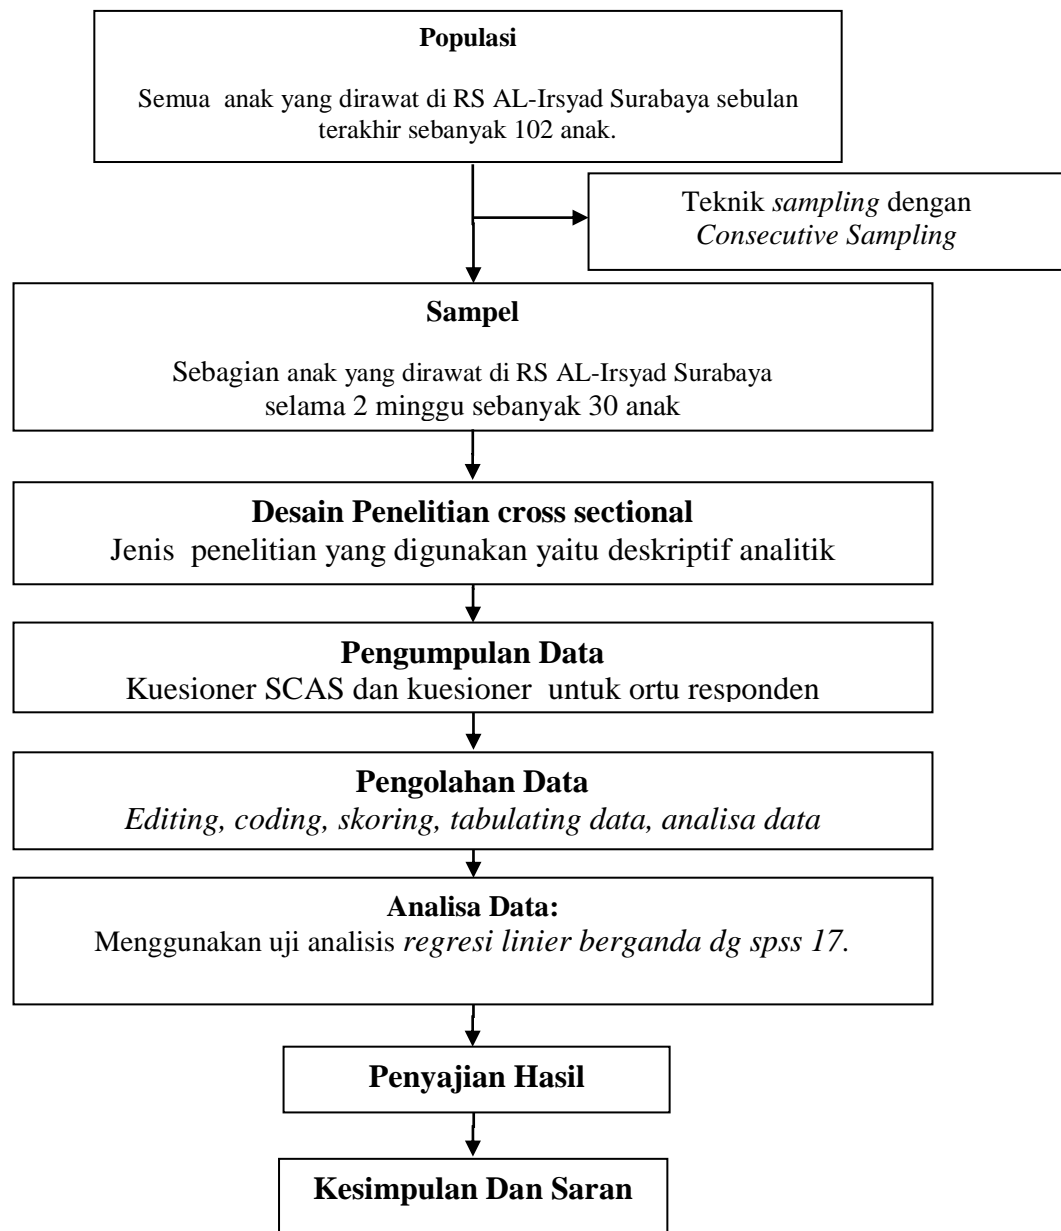 Populasi
Semua anak yang dirawat di RS AL-Irsyad Surabaya sebulan
terakhir sebanyak 102 anak.
Teknik sampling dengan
Consecutive Sampling
Sampel
Sebagian anak yang dirawat di RS AL-Irsyad Surabaya
selama 2 minggu sebanyak 30 anak
Desain Penelitian cross sectional
Jenis penelitian yang digunakan yaitu deskriptif analitik
Pengumpulan Data
Kuesioner SCAS dan kuesioner untuk ortu responden
Pengolahan Data
Editing, coding, skoring, tabulating data, analisa data
Analisa Data:
Menggunakan uji analisis regresi linier berganda dg spss 17.
Penyajian Hasil
Kesimpulan Dan Saran